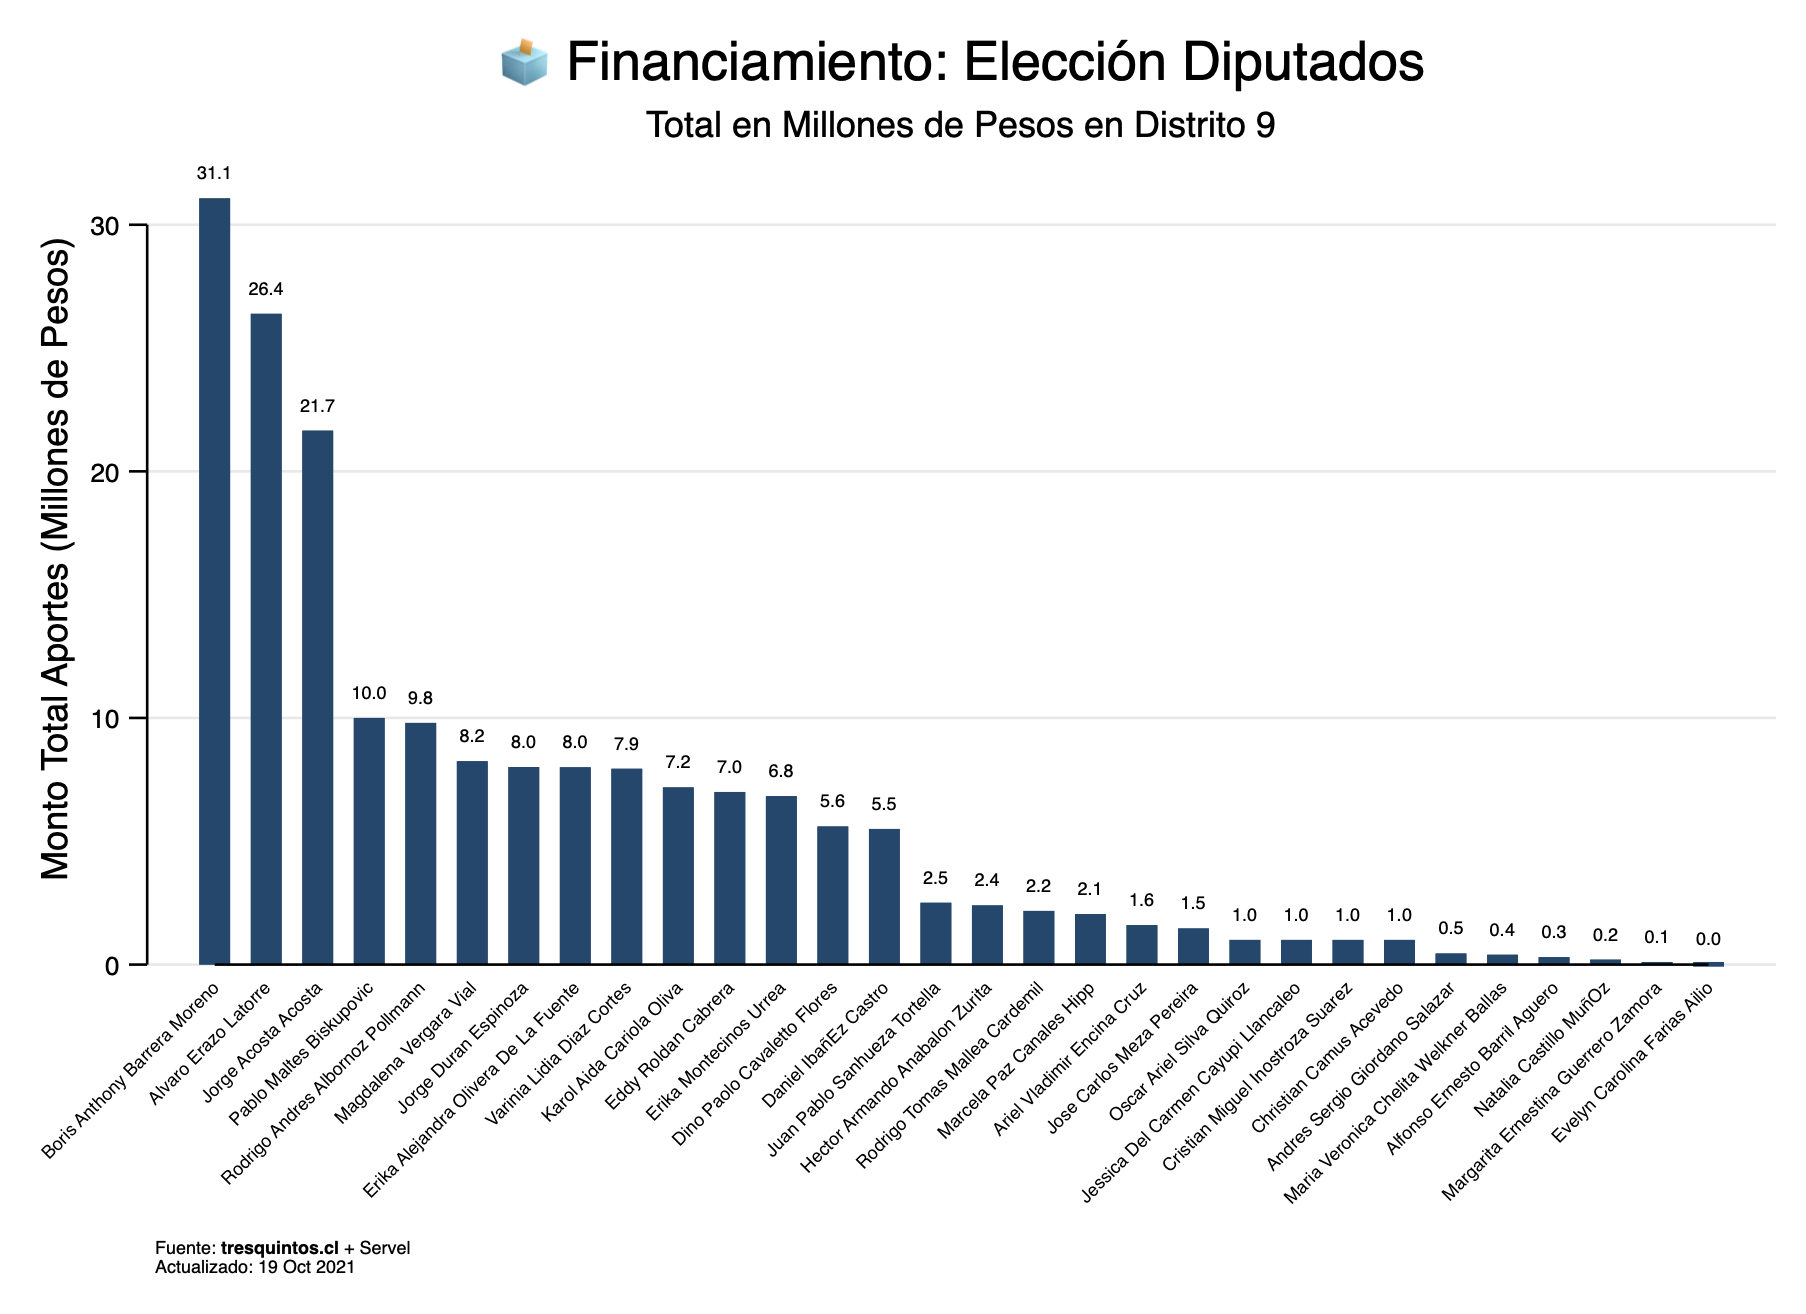 Financiamiento: Elección Diputados
Total en Millones de Pesos en Distrito 9
Monto Total Aportes (Millones de Pesos)
30
20
10
0
31.1
26.4
21.7
10.0
9.8
8.2
8.0
8.0
7.9
7.2
7.0
6.8
5.6
5.5
2.5
2.4
2.2
2.1
1.6
1.5
1.0
1.0
1.0
1.0
0.5
0.4
0.3
0.2
0.1
0.0
Boris Anthony Barrera Moreno
Alvaro Erazo Latorre
Jorge Acosta Acosta
Pablo Maltes Biskupovic
Rodrigo Andres Albornoz Pollmann
Magdalena Vergara Vial
Jorge Duran Espinoza
Erika Alejandra Olivera De La Fuente
Varinia Lidia Diaz Cortes
Karol Aida Cariola Oliva
Eddy Roldan Cabrera
Erika Montecinos Urrea
Dino Paolo Cavaletto Flores
Daniel IbañEz Castro
Juan Pablo Sanhueza Tortella
Hector Armando Anabalon Zurita
Rodrigo Tomas Mallea Cardemil
Marcela Paz Canales Hipp
Ariel Vladimir Encina Cruz
Jose Carlos Meza Pereira
Oscar Ariel Silva Quiroz
Jessica Del Carmen Cayupi Llancaleo
Cristian Miguel Inostroza Suarez
Christian Camus Acevedo
Andres Sergio Giordano Salazar
Maria Veronica Chelita Welkner Ballas
Alfonso Ernesto Barril Aguero
Natalia Castillo MuñOz
Margarita Ernestina Guerrero Zamora
Evelyn Carolina Farias Ailio
Fuente: tresquintos.cl + Servel
Actualizado: 19 Oct 2021